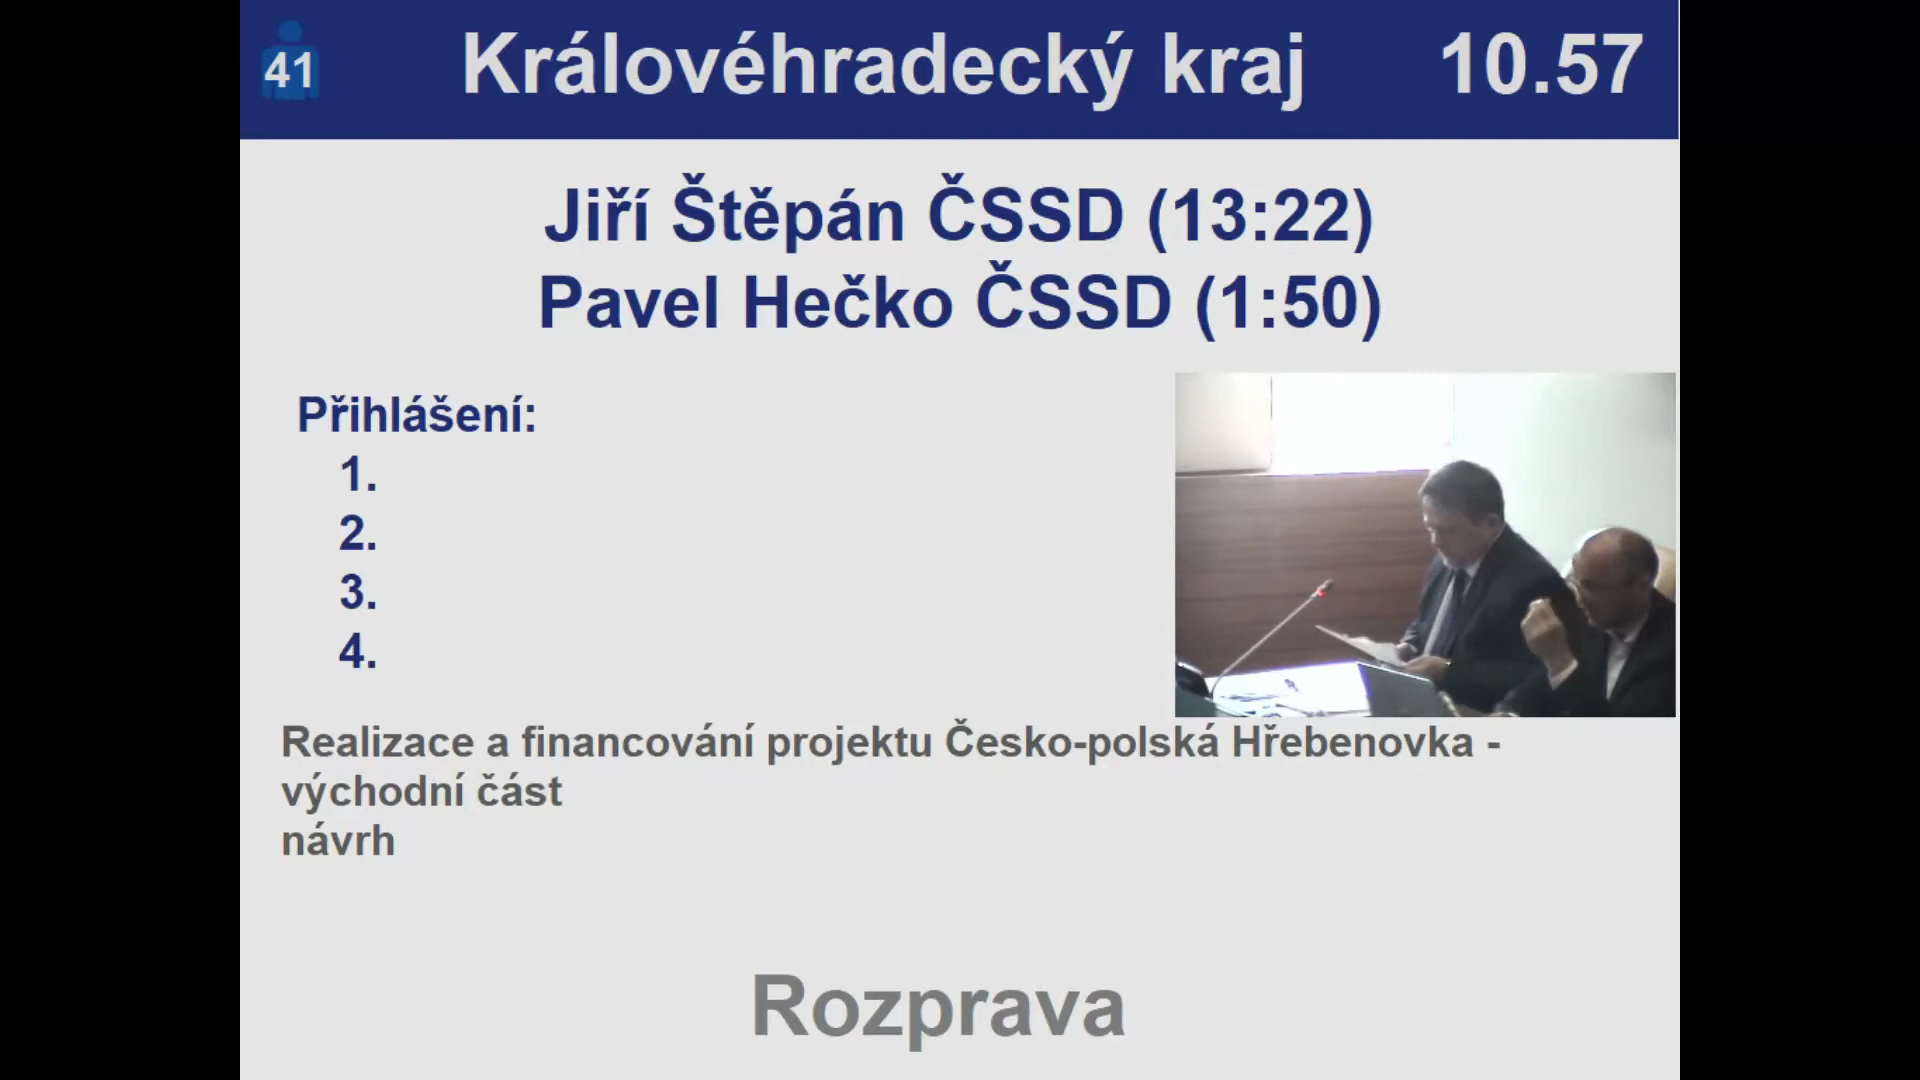 41
Královéhradecký kraj
10.57
Jiří Štěpán ČSSD (13:22)
Pavel Hečko ČSSD (1:50)
Přihlášení:
1.
2.
3.
4.
Realizace a financování projektu Česko-polská Hřebenovka -
východní část
návrh
Rozprava